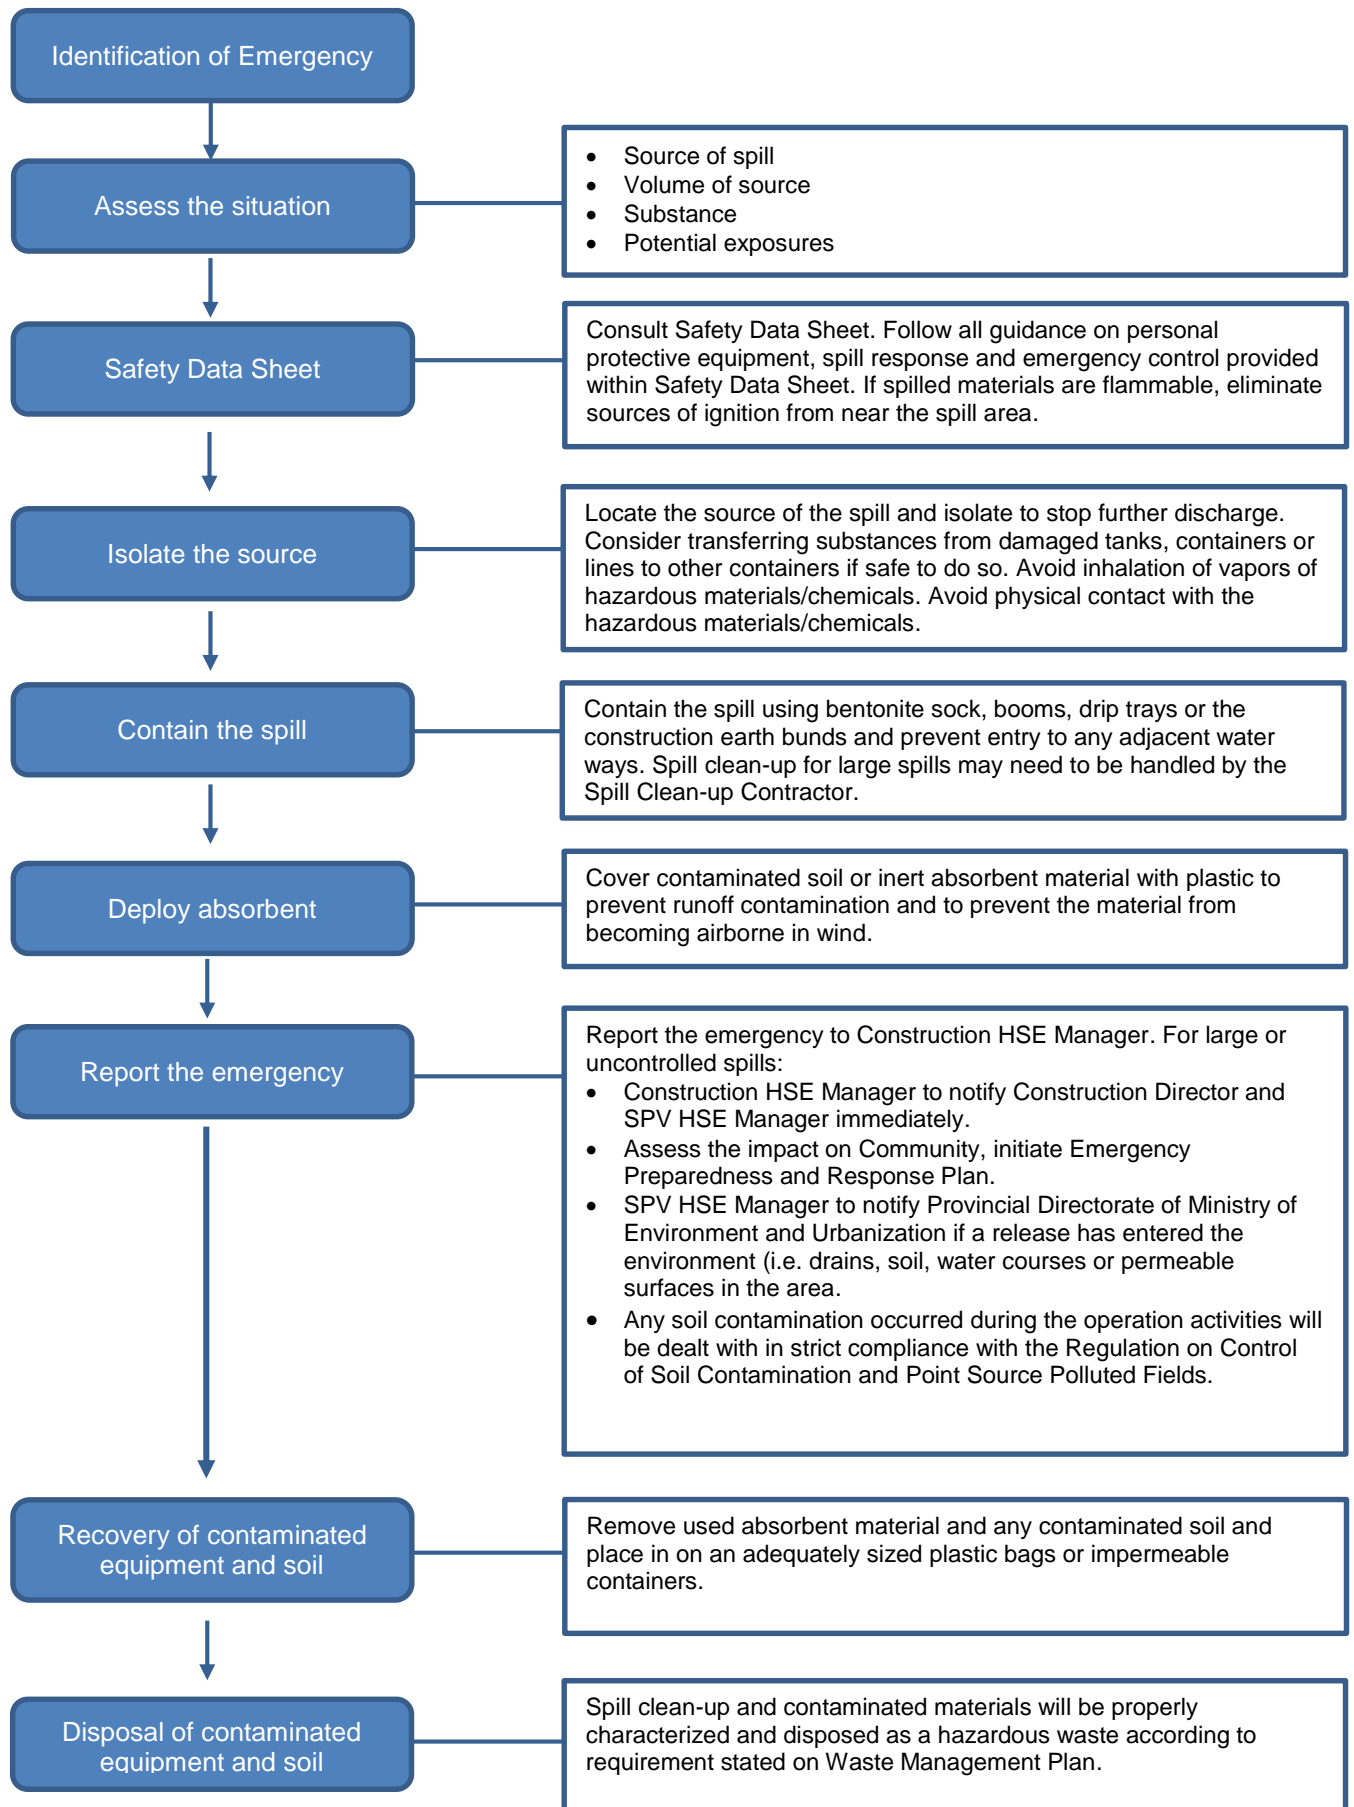 Identification of Emergency
Assess the situation
• Source of spill
• Volume of source
• Substance
• Potential exposures
Safety Data Sheet
Consult Safety Data Sheet. Follow all guidance on personal
protective equipment, spill response and emergency control provided
within Safety Data Sheet. If spilled materials are flammable, eliminate
sources of ignition from near the spill area.
Isolate the source
Locate the source of the spill and isolate to stop further discharge.
Consider transferring substances from damaged tanks, containers or
lines to other containers if safe to do so. Avoid inhalation of vapors of
hazardous materials/chemicals. Avoid physical contact with the
hazardous materials/chemicals.
Contain the spill
Contain the spill using bentonite sock, booms, drip trays or the
construction earth bunds and prevent entry to any adjacent water
ways. Spill clean-up for large spills may need to be handled by the
Spill Clean-up Contractor.
Deploy absorbent
Cover contaminated soil or inert absorbent material with plastic to
prevent runoff contamination and to prevent the material from
becoming airborne in wind.
Report the emergency
Report the emergency to Construction HSE Manager. For large or
uncontrolled spills:
• Construction HSE Manager to notify Construction Director and
SPV HSE Manager immediately.
• Assess the impact on Community, initiate Emergency
Preparedness and Response Plan.
• SPV HSE Manager to notify Provincial Directorate of Ministry of
Environment and Urbanization if a release has entered the
environment (i.e. drains, soil, water courses or permeable
surfaces in the area.
• Any soil contamination occurred during the operation activities will
be dealt with in strict compliance with the Regulation on Control
of Soil Contamination and Point Source Polluted Fields.
Recovery of contaminated
equipment and soil
Remove used absorbent material and any contaminated soil and
place in on an adequately sized plastic bags or impermeable
containers.
Disposal of contaminated
equipment and soil
Spill clean-up and contaminated materials will be properly
characterized and disposed as a hazardous waste according to
requirement stated on Waste Management Plan.